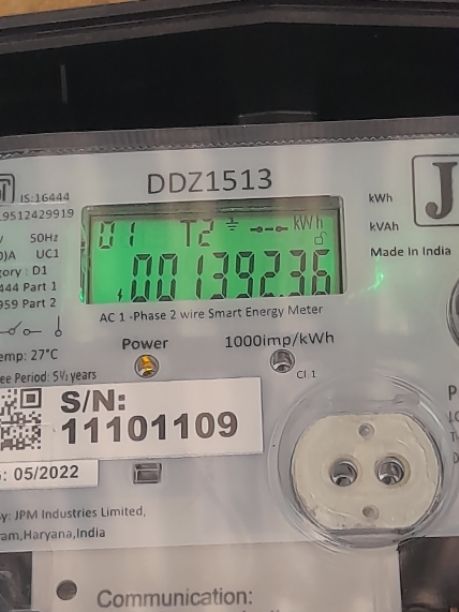 IS:16444
9512429919
DDZ1513
J
kWh
kVAh
Made In India
50Hz
)A UC1
gory : D1
444 Part 1
959 Part 2
01 T2 kWh
00139236
AC 1 -Phase 2 wire Smart Energy Meter
emp: 27°C
Power
1000imp/kWh
ee Period: 5½ years
Cl 1
S/N:
11101109
: 05/2022
y: JPM Industries Limited,
am,Haryana,India
Communication: